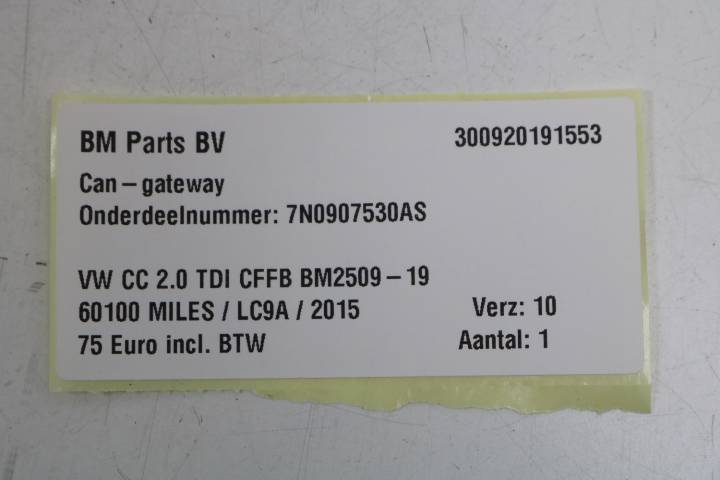 BM Parts BV 300920191553
Can-gateway
Onderdeelnummer: 7N0907530AS
VW CC 2.0 TDI CFFB BM2509-19
60100 MILES / LC9A / 2015 Verz: 10
75 Euro incl. BTW Aantal: 1